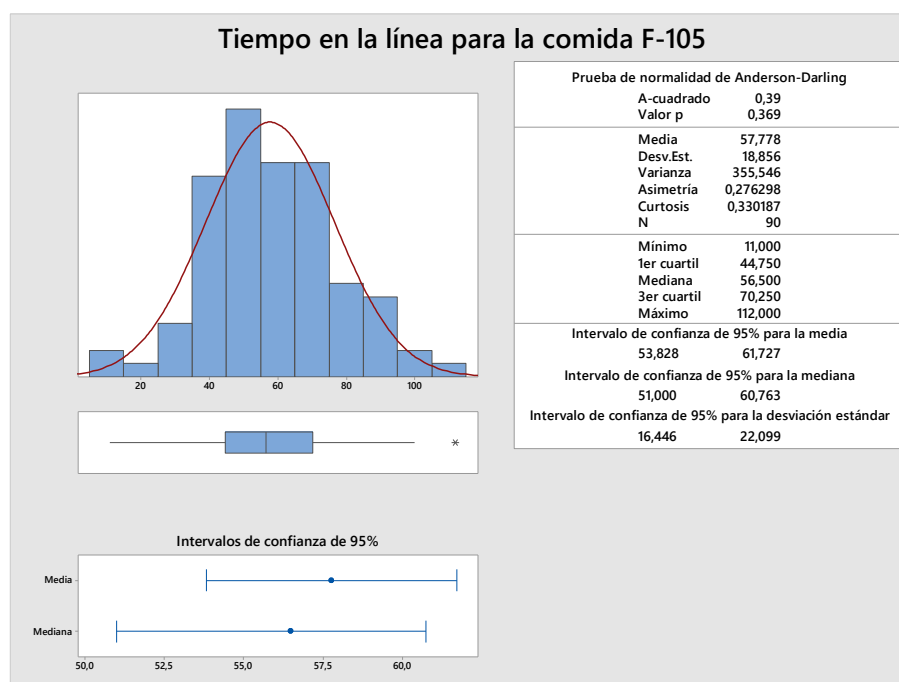 Tiempo en la línea para la comida F-105
20 40 60 80 100
*
Intervalos de confianza de 95%
Media
Mediana
50,0 52,5 55,0 57,5 60,0
Prueba de normalidad de Anderson-Darling
A-cuadrado 0,39
Valor p 0,369
Media 57,778
Desv.Est. 18,856
Varianza 355,546
Asimetría 0,276298
Curtosis 0,330187
N 90
Mínimo 11,000
1er cuartil 44,750
Mediana 56,500
3er cuartil 70,250
Máximo 112,000
Intervalo de confianza de 95% para la media
53,828 61,727
Intervalo de confianza de 95% para la mediana
51,000 60,763
Intervalo de confianza de 95% para la desviación estándar
16,446 22,099